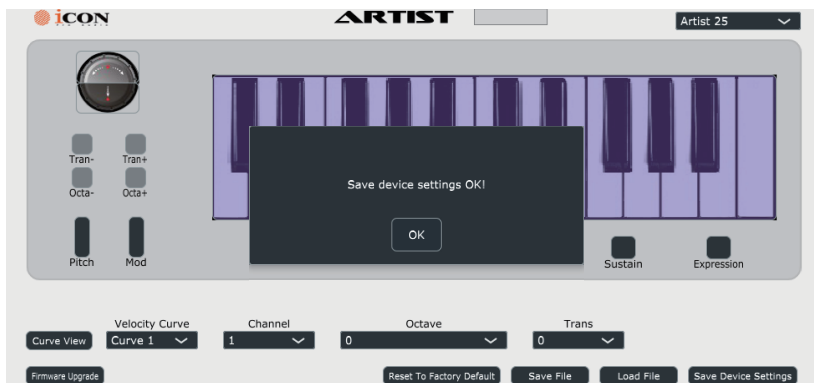 icon
ARTIST
Artist 25
Tran- Tran+
Octa- Octa+
Save device settings OK!
OK
Pitch Mod
Sustain Expression
Velocity Curve Channel Octave Trans
Curve View Curve 1 1 0 0
Firmware Upgrade Reset To Factory Default Save File Load File Save Device Settings